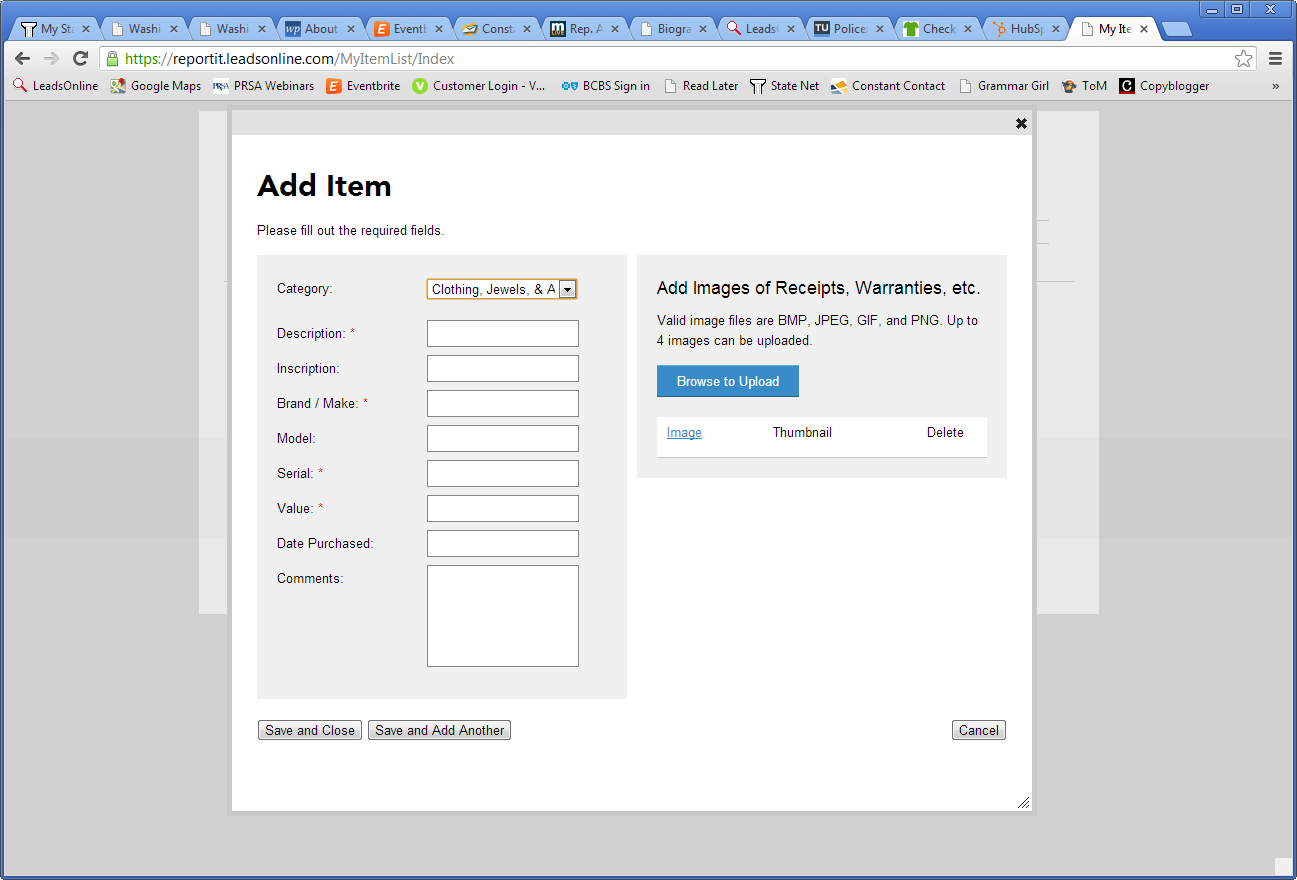 My St
Washi
Washi
wp About
E Eventb
Consta
m Rep. A
Biogra
Leads
TU Police
Check
HubSp
My Ite
https://reportit.leadsonline.com/MyItemList/Index
LeadsOnline Google Maps PRSA PRSA Webinars E Eventbrite V Customer Login - V... BCBS Sign in Read Later State Net Constant Contact Grammar Girl ToM C Copyblogger »
Add Item
Please fill out the required fields.
Category: Clothing, Jewels, & A
Description: *
Inscription:
Brand / Make: *
Model:
Serial: *
Value: *
Date Purchased:
Comments:
Add Images of Receipts, Warranties, etc.
Valid image files are BMP, JPEG, GIF, and PNG. Up to
4 images can be uploaded.
Browse to Upload
Image Thumbnail Delete
Save and Close Save and Add Another Cancel